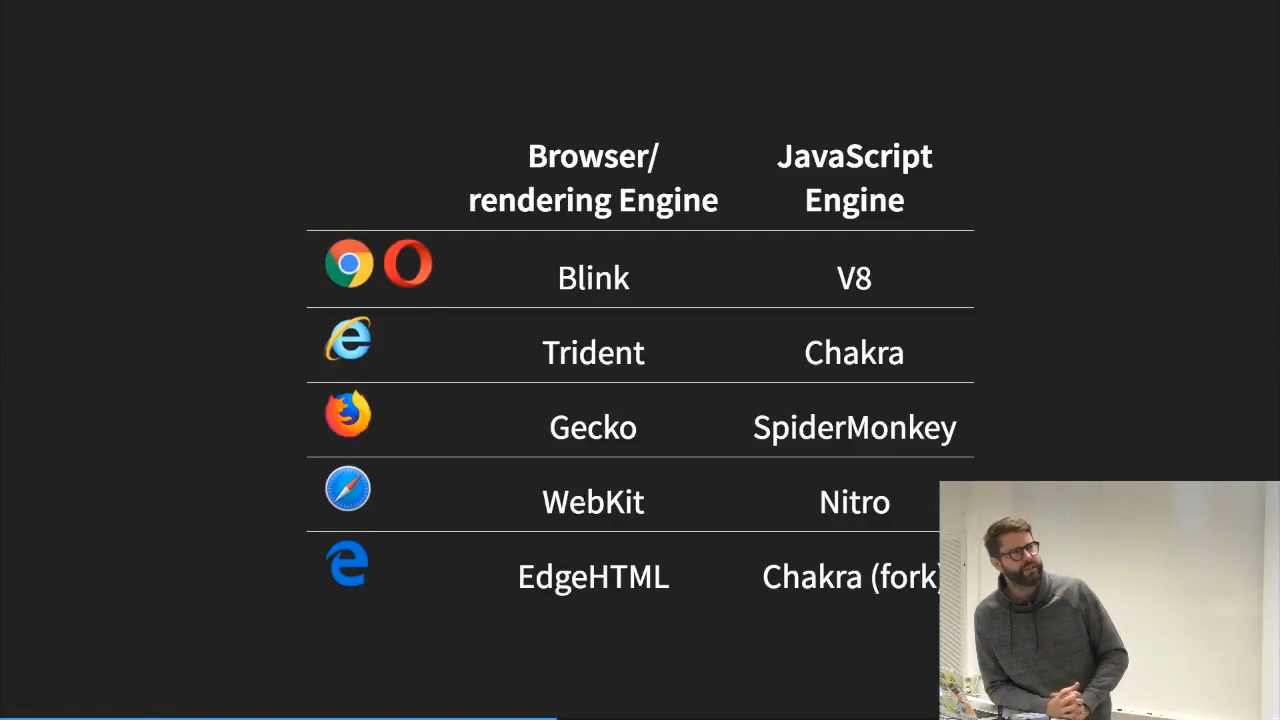 Browser/
rendering Engine
JavaScript
Engine
Blink
V8
Trident
Chakra
Gecko
SpiderMonkey
WebKit
Nitro
EdgeHTML
Chakra (fork)